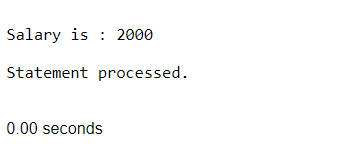 Salary is : 2000
Statement processed.
0.00 seconds